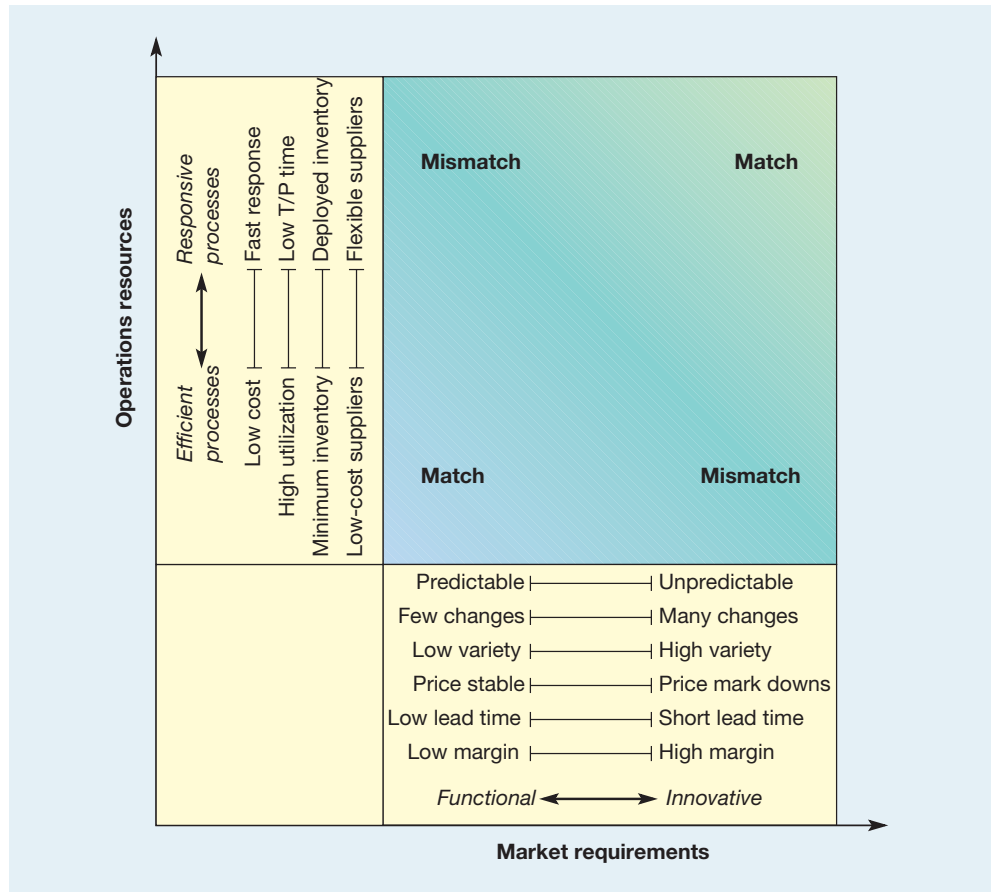 Operations resources
Responsive
processes
Efficient
processes
Fast response
Low cost
Low T/P time
High utilization
Deployed inventory
Minimum inventory
Flexible suppliers
Low-cost suppliers
Mismatch
Match
Match
Mismatch
Predictable
Unpredictable
Few changes
Many changes
Low variety
High variety
Price stable
Price mark downs
Low lead time
Short lead time
Low margin
High margin
Functional
Innovative
Market requirements